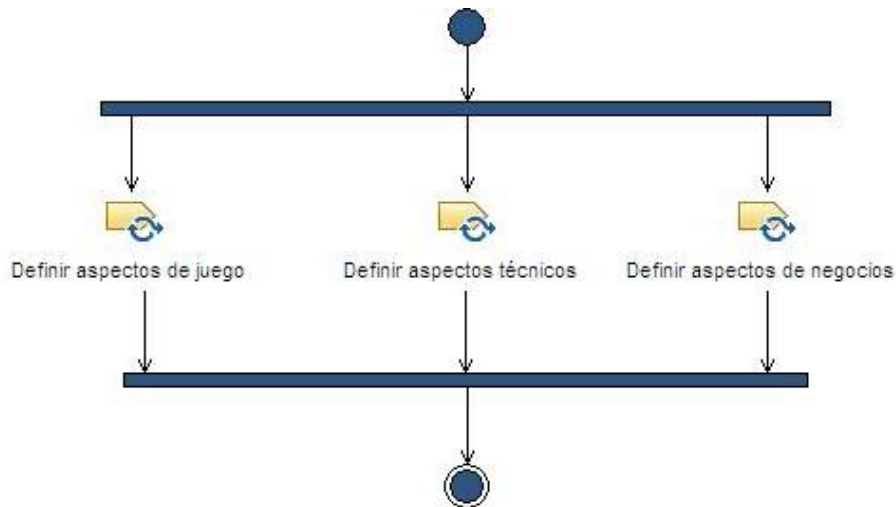 Definir aspectos de juego
Definir aspectos técnicos
Definir aspectos de negocios